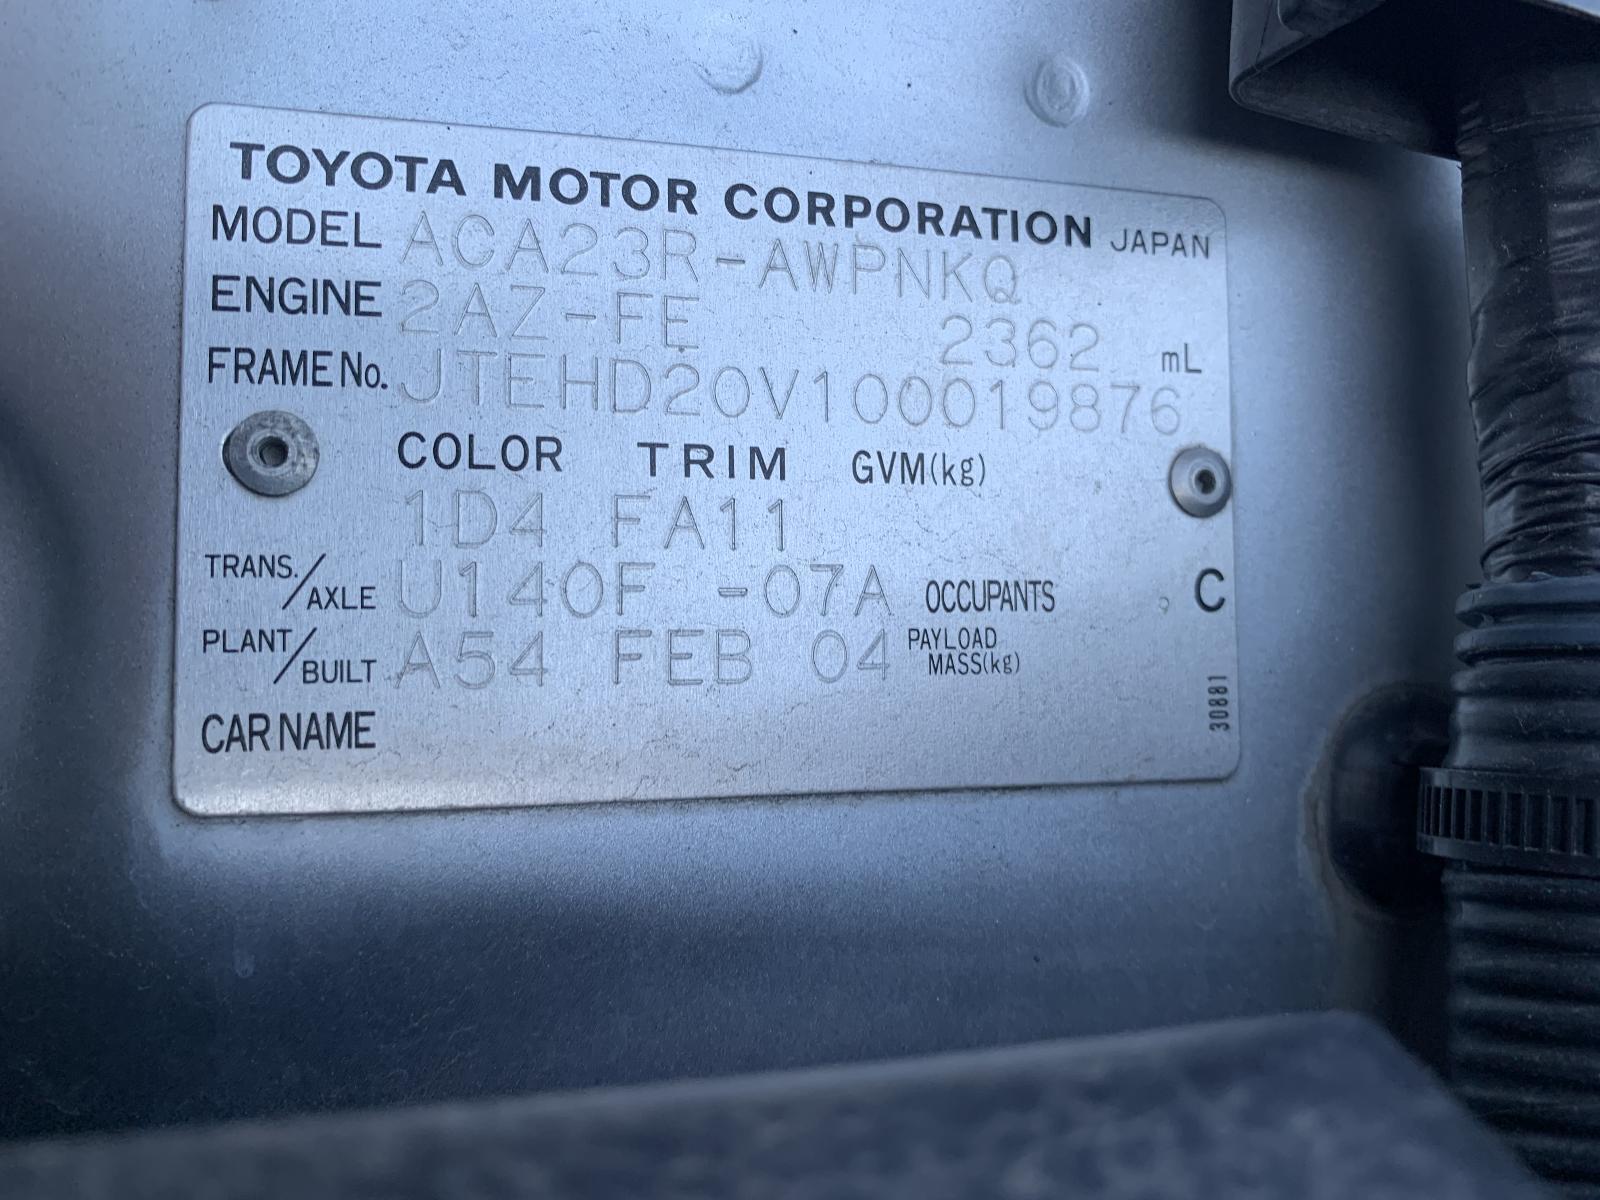 TOYOTA MOTOR CORPORATION JAPAN
MODEL ACA23R-AWPNKQ
ENGINE 2AZ-FE 2362 mL
FRAME No. JTEHD20V100019876
COLOR TRIM GVM(kg)
1D4 FA11
TRANS./AXLE U140F -07A OCCUPANTS C
PLANT/BUILT A54 FEB 04 PAYLOAD MASS(kg)
CAR NAME
30881